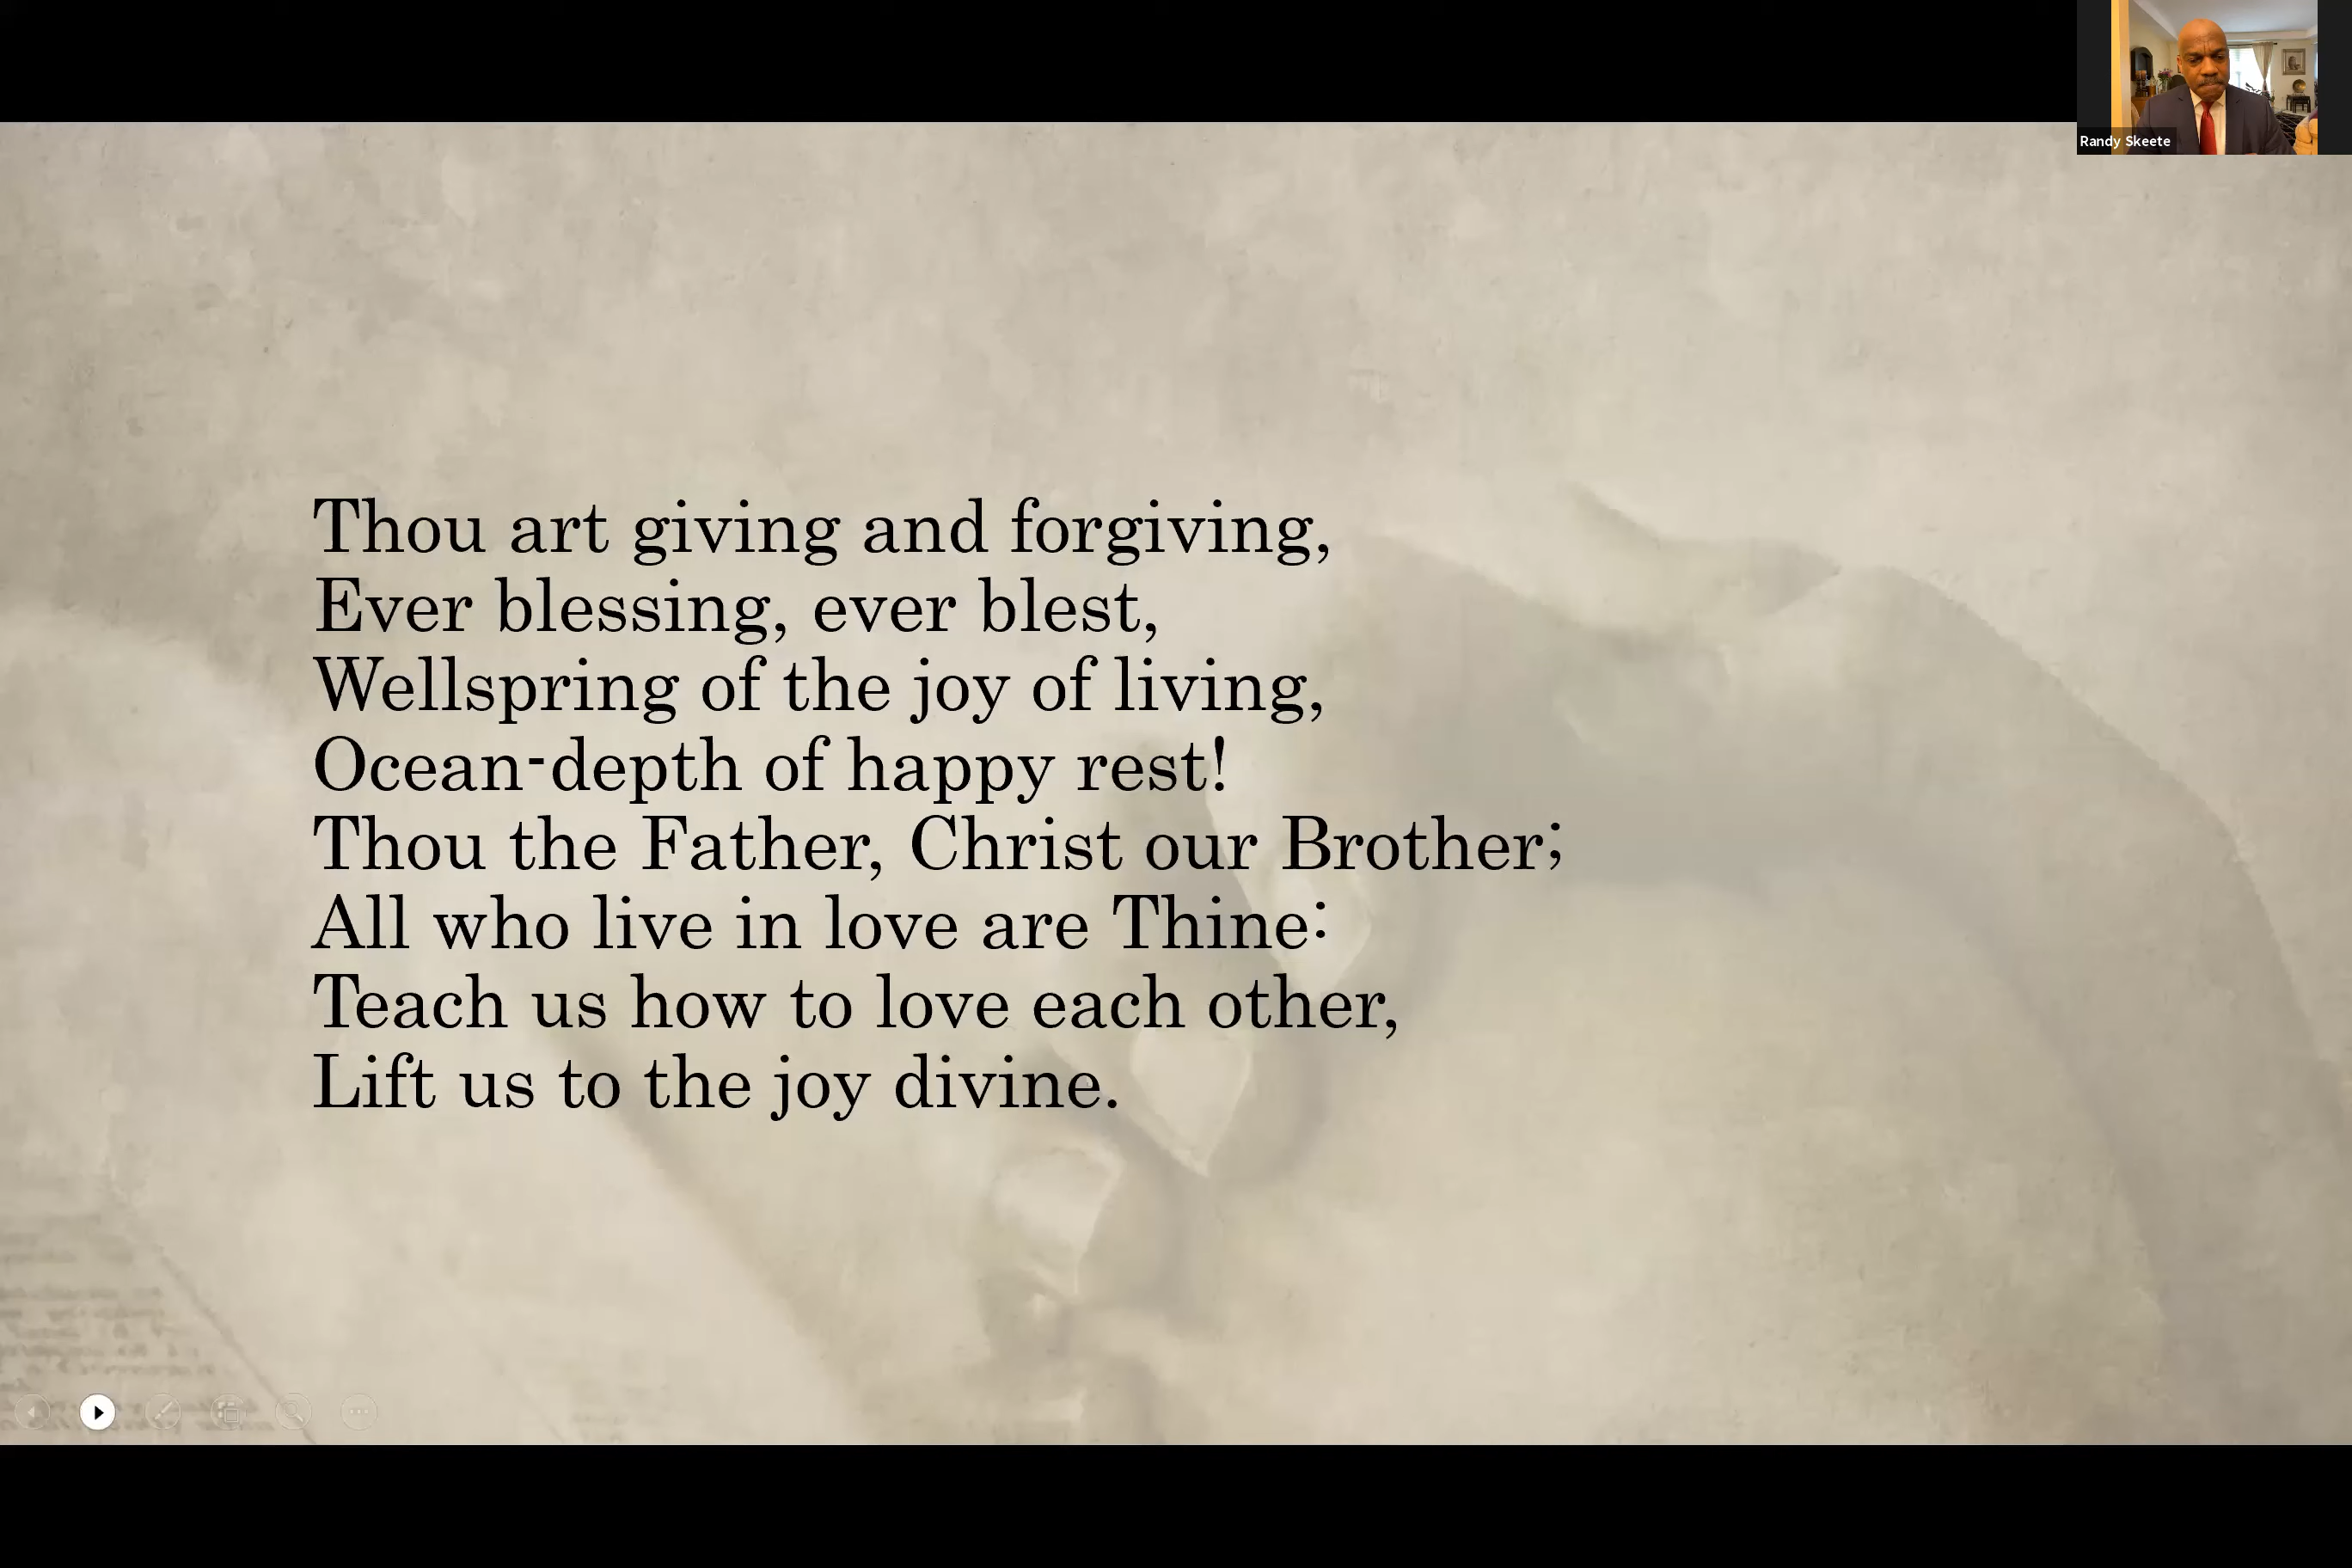 Randy Skeete
Thou art giving and forgiving,
Ever blessing, ever blest,
Wellspring of the joy of living,
Ocean-depth of happy rest!
Thou the Father, Christ our Brother;
All who live in love are Thine:
Teach us how to love each other,
Lift us to the joy divine.